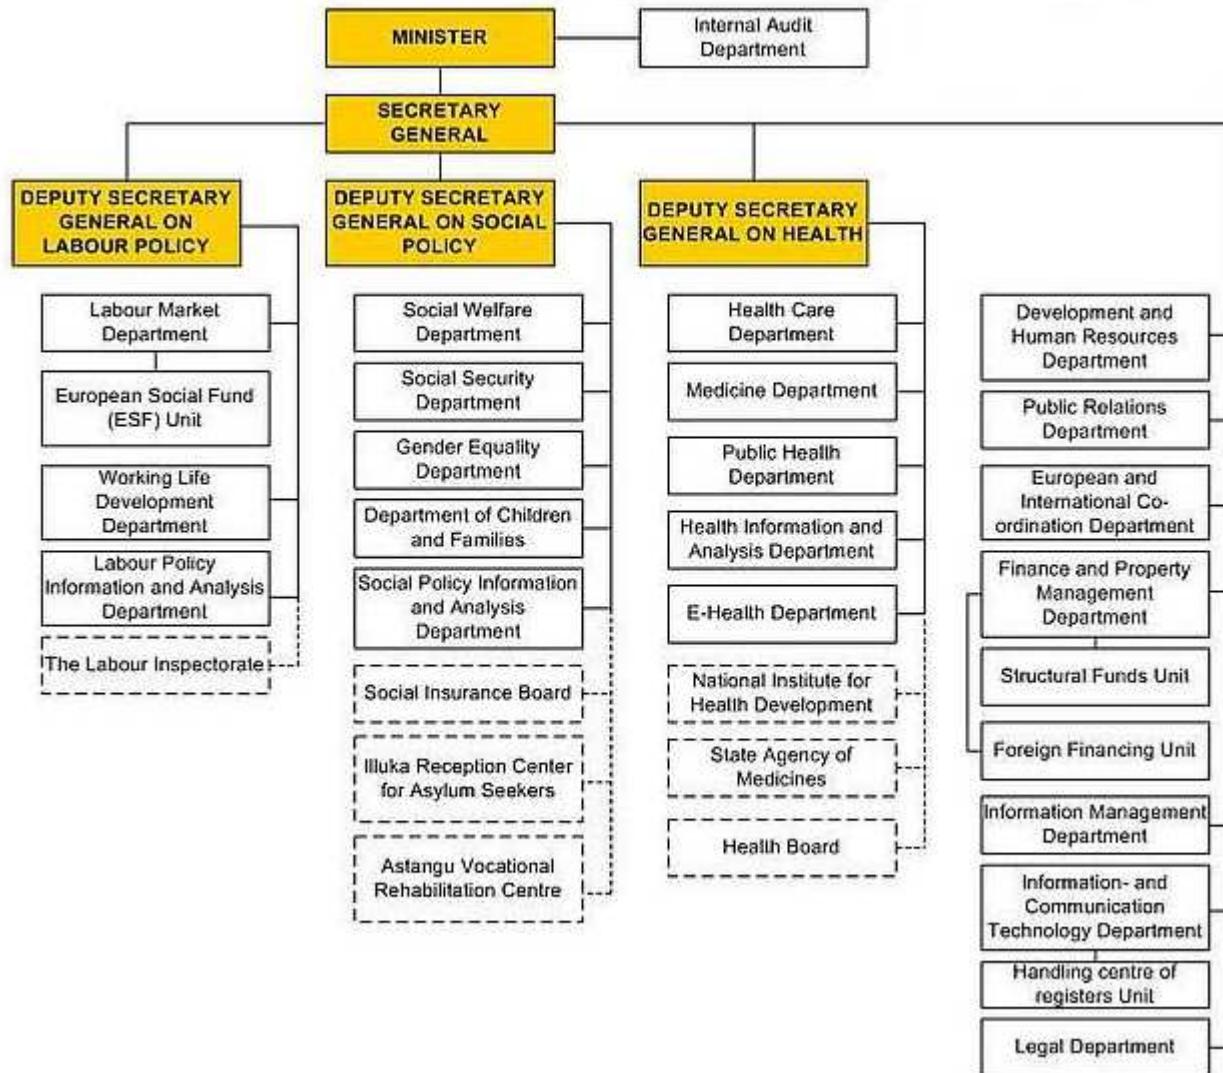 MINISTER
Internal Audit
Department
SECRETARY
GENERAL
DEPUTY SECRETARY
GENERAL ON
LABOUR POLICY
DEPUTY SECRETARY
GENERAL ON SOCIAL
POLICY
DEPUTY SECRETARY
GENERAL ON HEALTH
Labour Market
Department
European Social Fund
(ESF) Unit
Working Life
Development
Department
Labour Policy
Information and Analysis
Department
The Labour Inspectorate
Social Welfare
Department
Social Security
Department
Gender Equality
Department
Department of Children
and Families
Social Policy Information
and Analysis
Department
Social Insurance Board
Illuka Reception Center
for Asylum Seekers
Astangu Vocational
Rehabilitation Centre
Health Care
Department
Medicine Department
Public Health
Department
Health Information and
Analysis Department
E-Health Department
National Institute for
Health Development
State Agency of
Medicines
Health Board
Development and
Human Resources
Department
Public Relations
Department
European and
International Co-
ordination Department
Finance and Property
Management
Department
Structural Funds Unit
Foreign Financing Unit
Information Management
Department
Information- and
Communication
Technology Department
Handling centre of
registers Unit
Legal Department